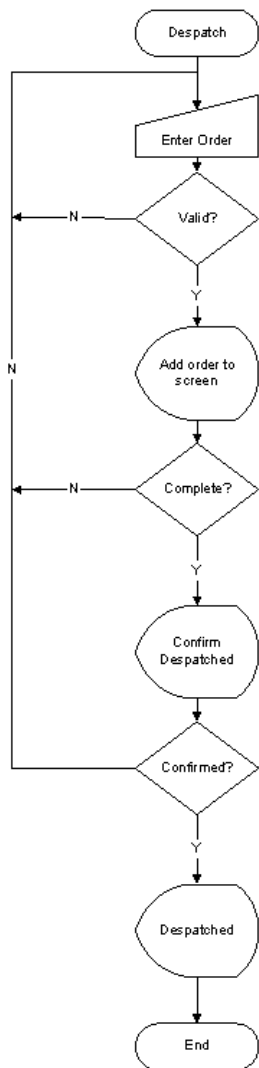 Despatch
Enter Order
Valid?
N
Y
Add order to
screen
N
Complete?
N
Y
Confirm
Despatched
Confirmed?
Y
Despatched
End